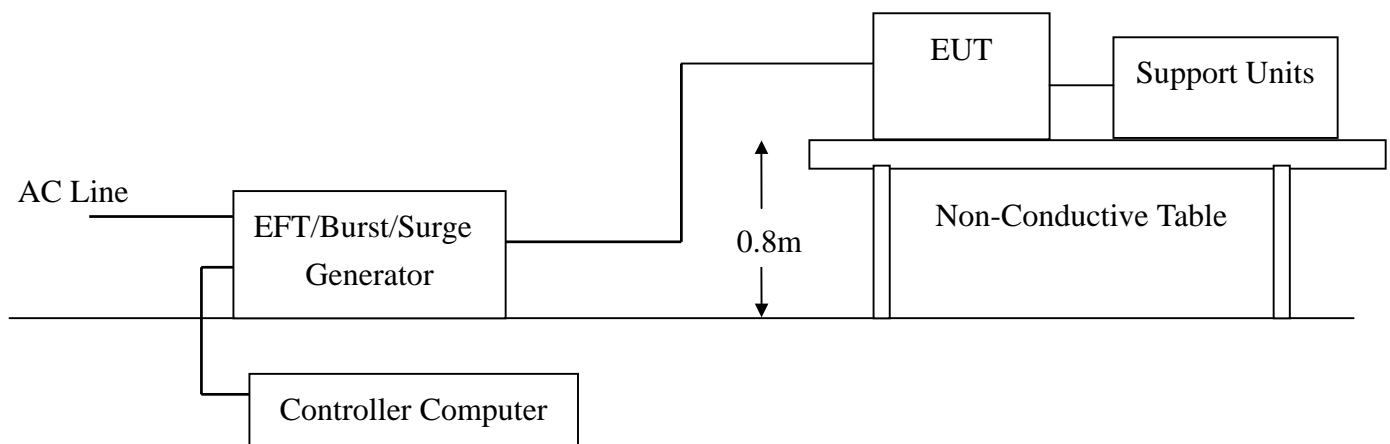 EUT
Support Units
AC Line
EFT/Burst/Surge
Generator
Non-Conductive Table
0.8m
Controller Computer